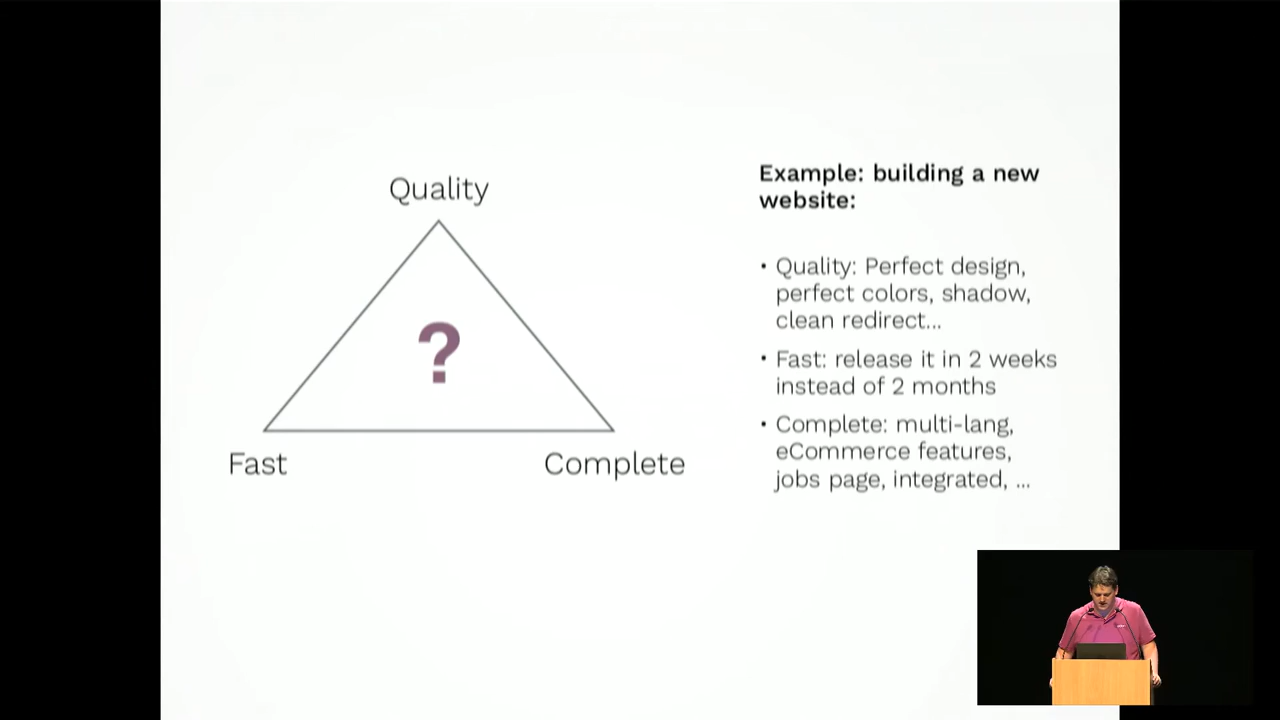 Quality
?
Fast
Complete
Example: building a new
website:
• Quality: Perfect design,
perfect colors, shadow,
clean redirect...
• Fast: release it in 2 weeks
instead of 2 months
• Complete: multi-lang,
eCommerce features,
jobs page, integrated, ...